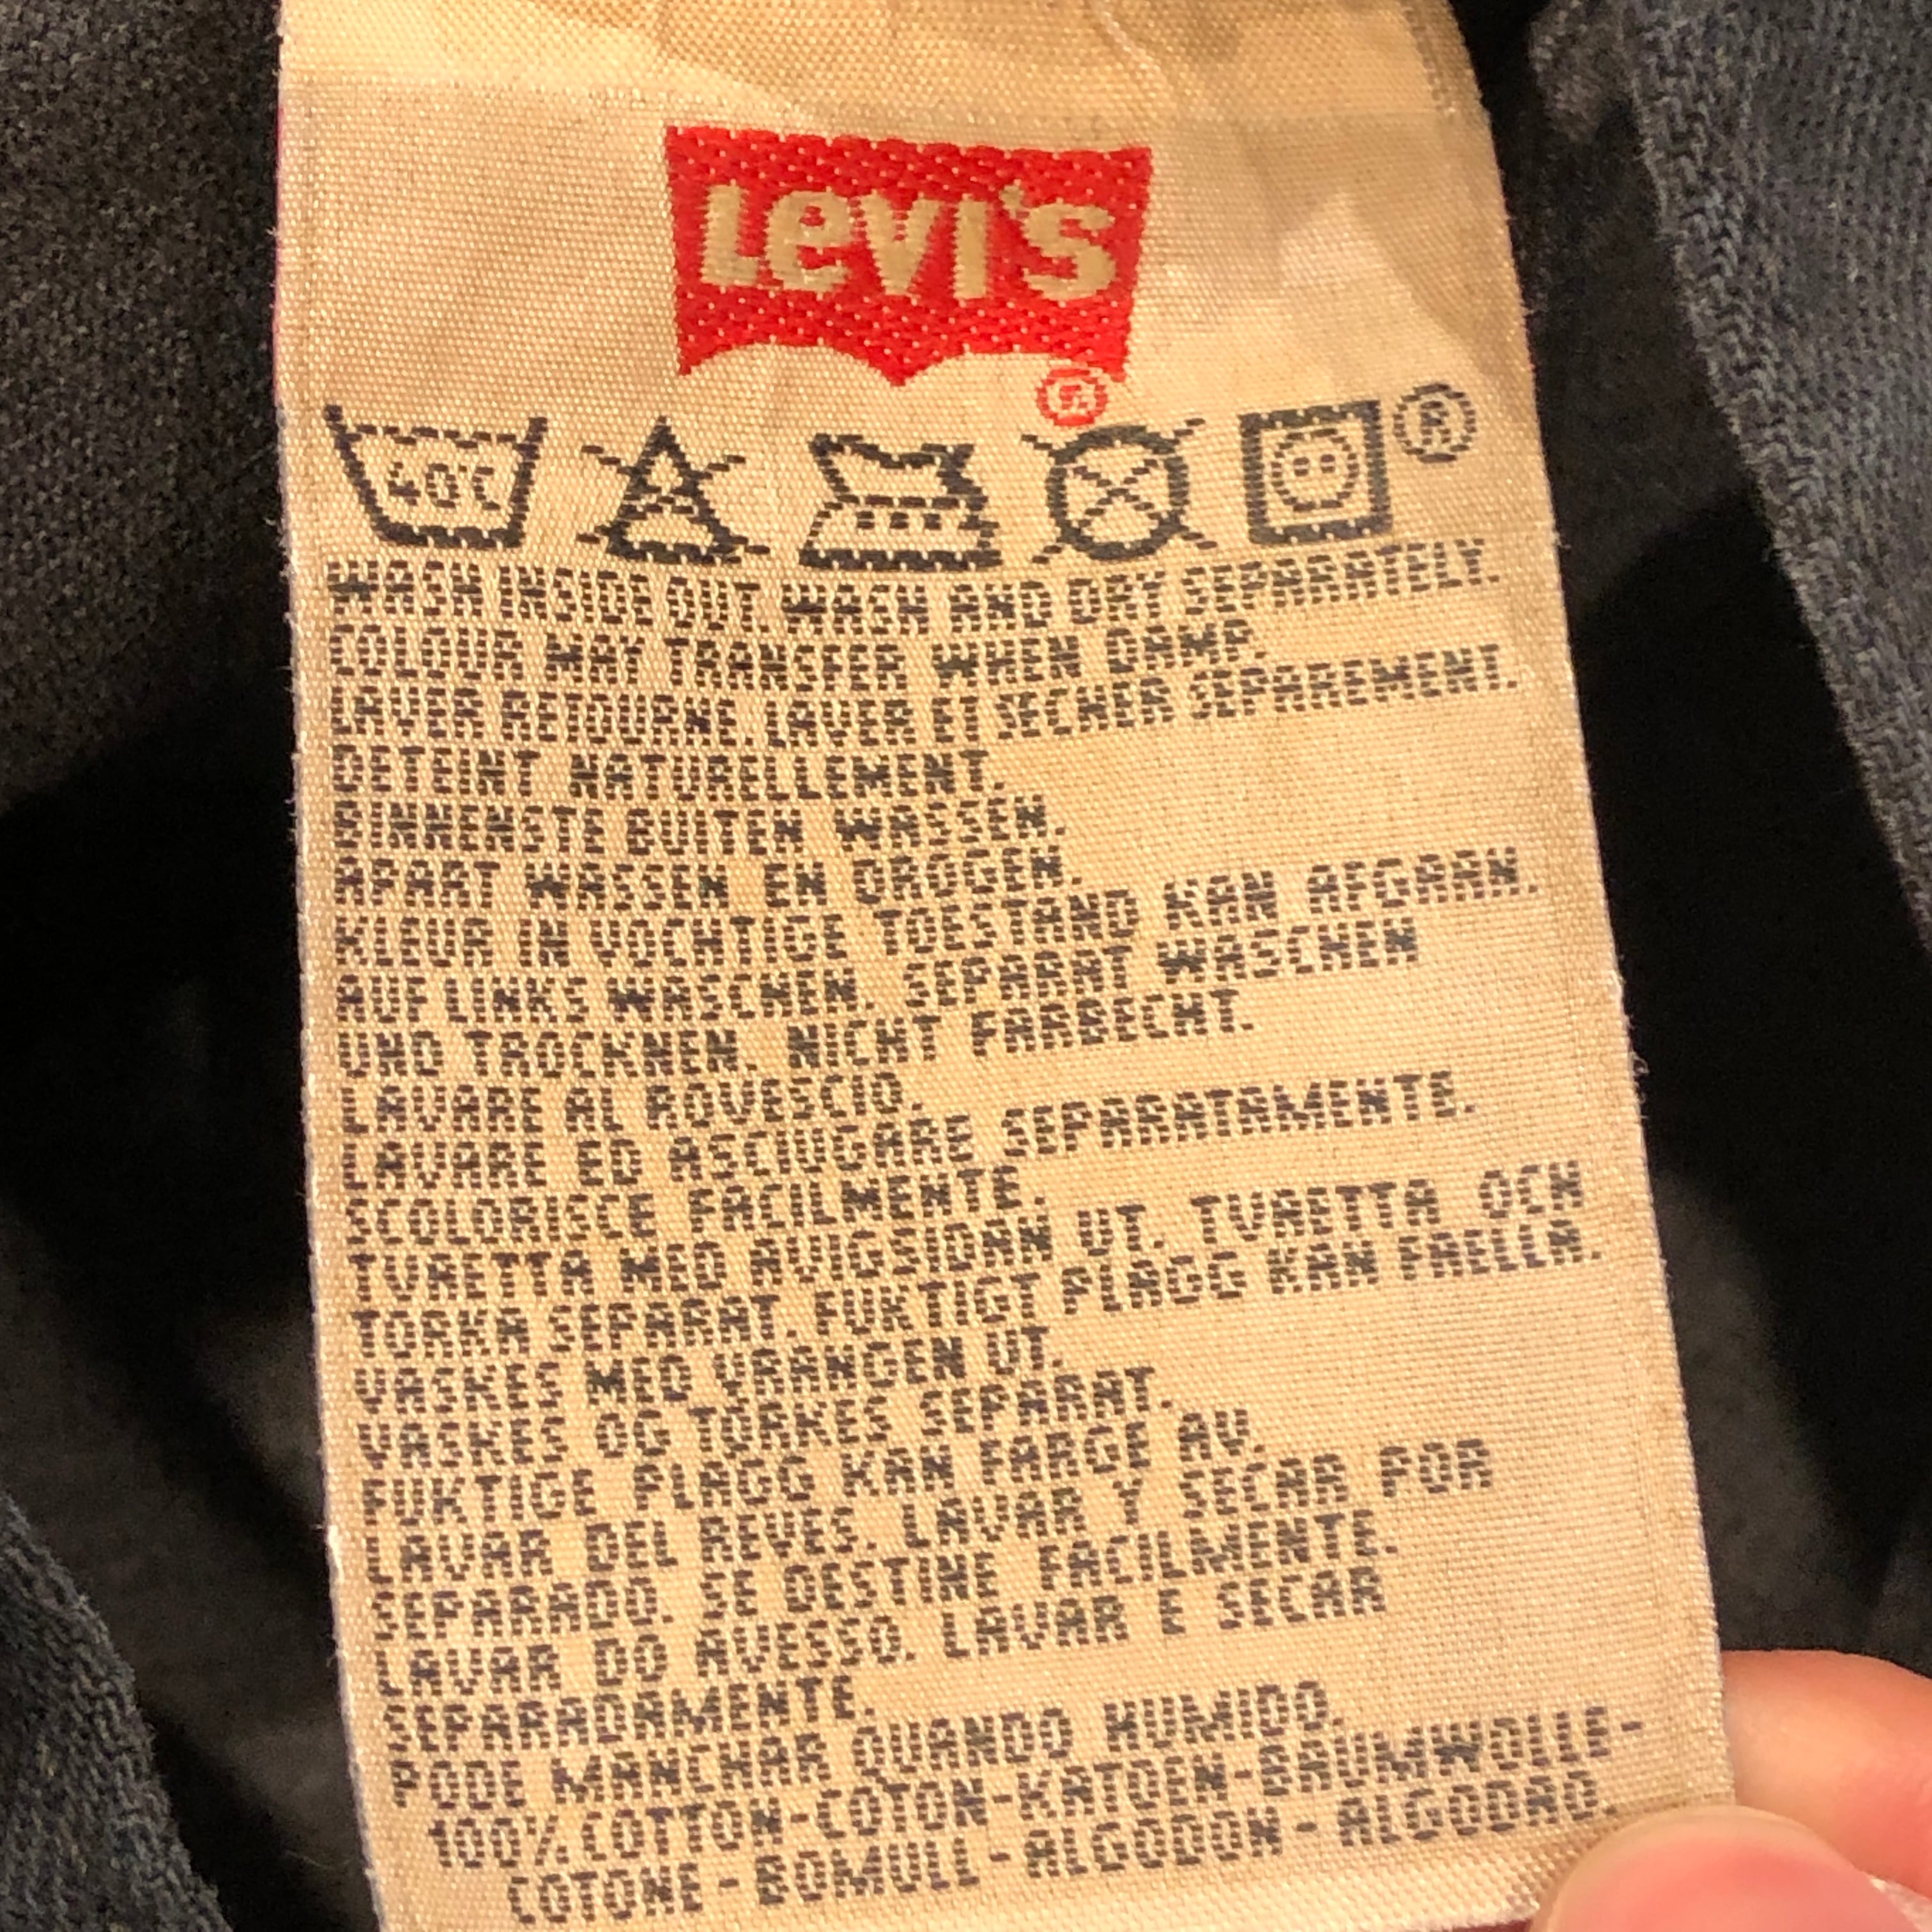 Levi's
®
40°C
®
WASH INSIDE OUT. WASH AND DRY SEPARATELY.
COLOUR MAY TRANSFER WHEN DAMP.
LAVER RETOURNE. LAVER ET SECHER SEPAREMENT.
DETEINT NATURELLEMENT.
BINNENSTE BUITEN WASSEN.
APART WASSEN EN DROGEN.
KLEUR IN VOCHTIGE TOESTAND KAN AFGAAN.
AUF LINKS WASCHEN. SEPARAT WASCHEN
UND TROCKNEN. NICHT FARBECHT.
LAVARE AL ROVESCIO.
LAVARE ED ASCIUGARE SEPARATAMENTE.
SCOLORISCE FACILMENTE.
TVAETTA MED AVIGSIDAN UT. TVAETTA OCH
TORKA SEPARAT. FUKTIGT PLAGG KAN FAELLA.
VASKES MED VRANGEN UT.
VASKES OG TORKES SEPARAT.
FUKTIGE PLAGG KAN FARGE AV.
LAVAR DEL REVES. LAVAR Y SECAR POR
SEPARADO. SE DESTINE FACILMENTE.
LAVAR DO AVESSO. LAVAR E SECAR
SEPARADAMENTE.
PODE MANCHAR QUANDO HUMIDO.
100% COTTON-COTON-KATOEN-BAUMWOLLE-
COTONE-BOMULL-ALGODON-ALGODAO.